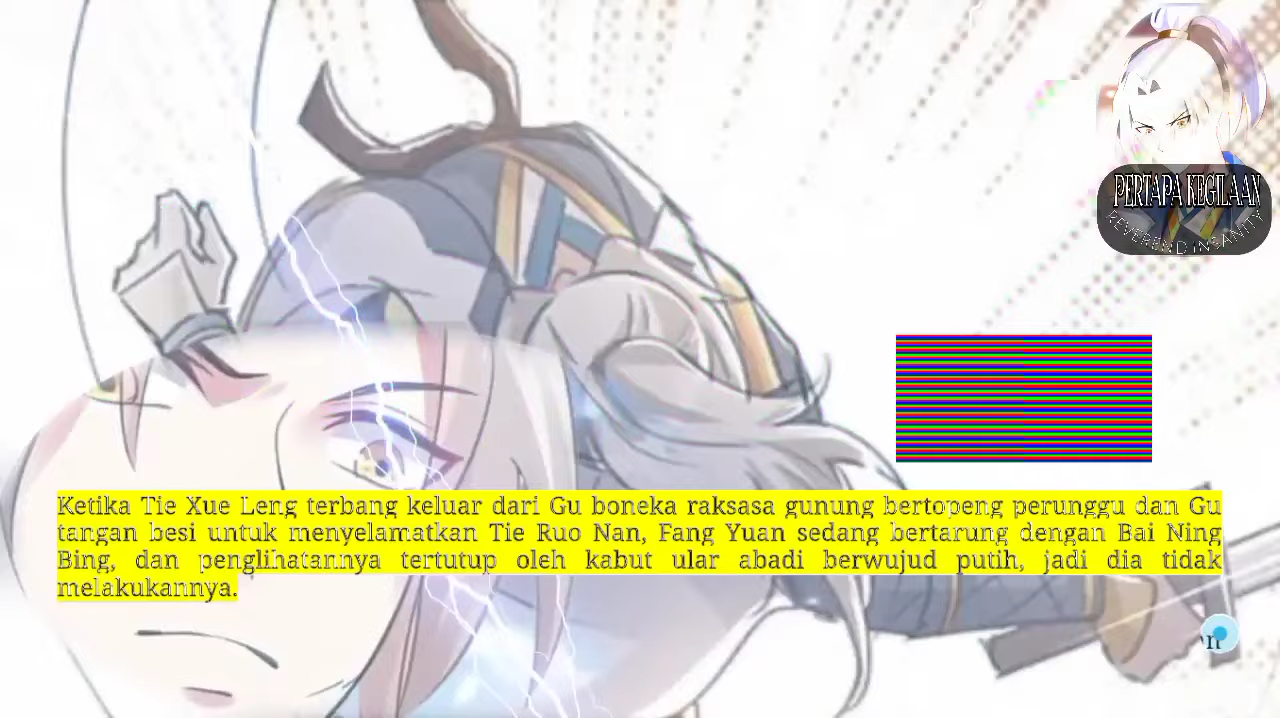 PERTAPA KEGILAAN
REVEREND INSANITY
Ketika Tie Xue Leng terbang keluar dari Gu boneka raksasa gunung bertopeng perunggu dan Gu
tangan besi untuk menyelamatkan Tie Ruo Nan, Fang Yuan sedang bertarung dengan Bai Ning
Bing, dan penglihatannya tertutup oleh kabut ular abadi berwujud putih, jadi dia tidak
melakukannya.